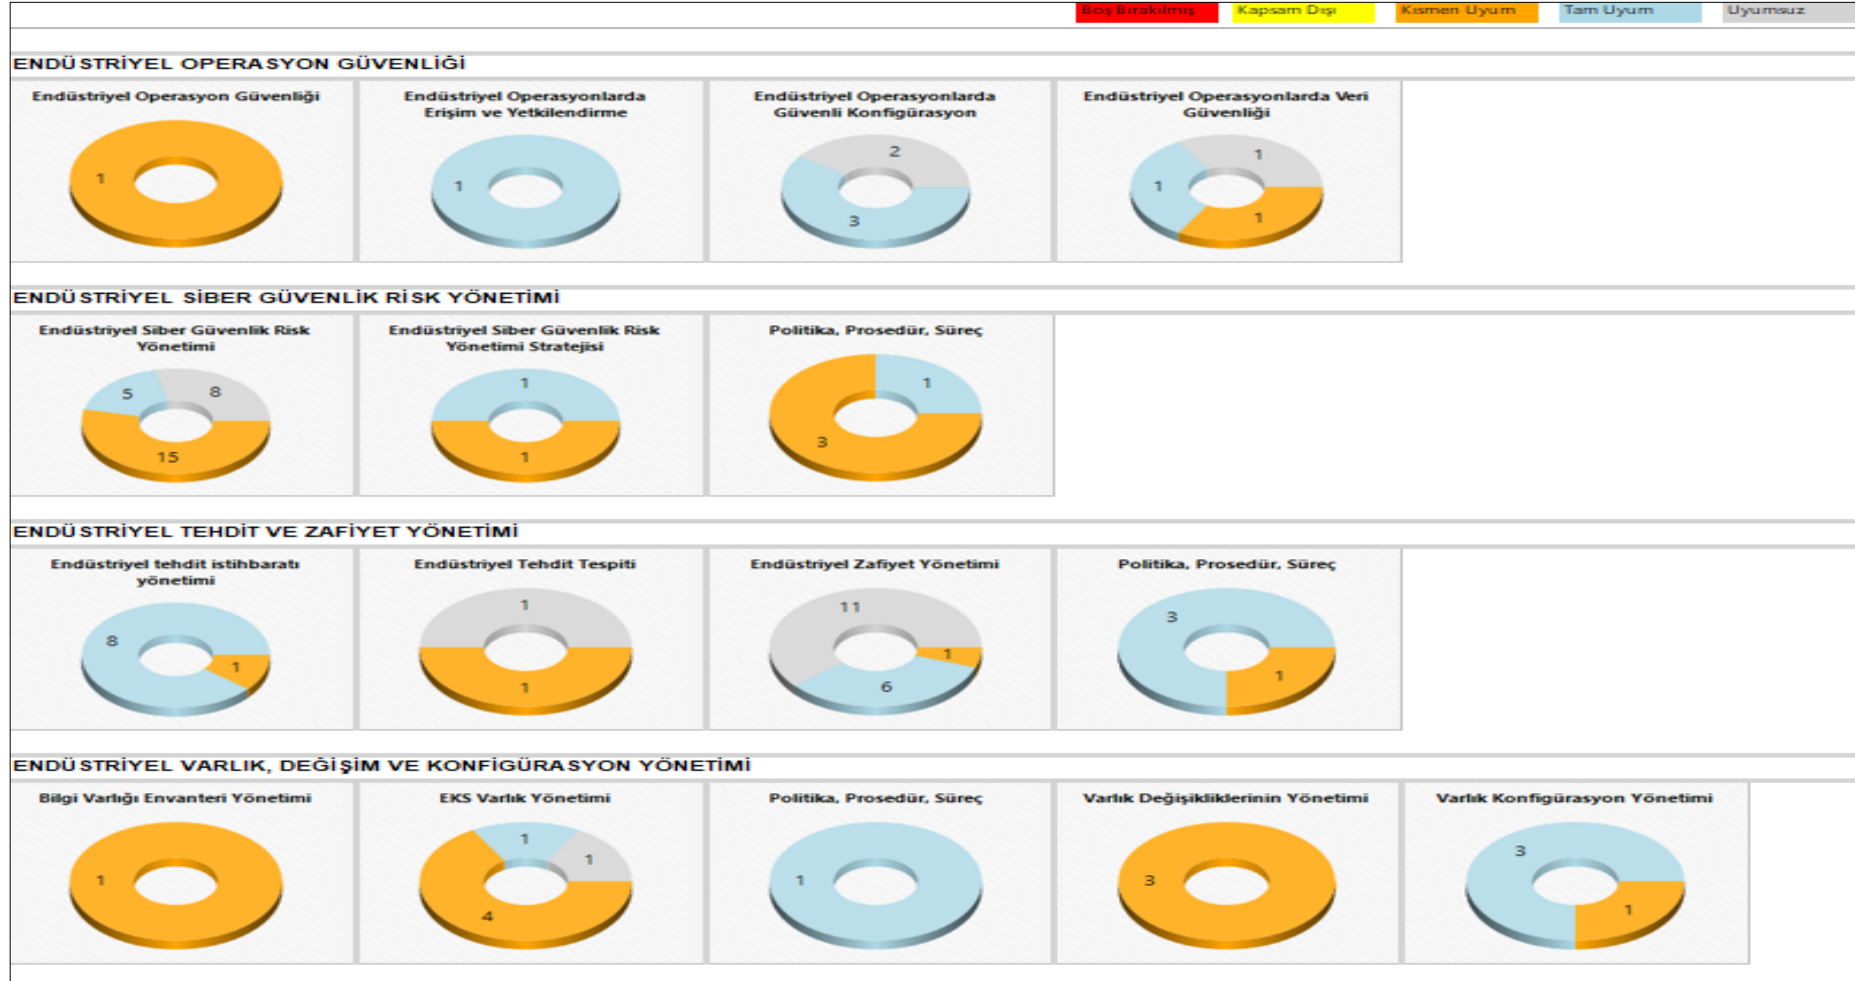 Boş Bırakılmış Kapsam Dışı Kısmen Uyum Tam Uyum Uyumsuz
ENDÜSTRİYEL OPERASYON GÜVENLİĞİ
Endüstriyel Operasyon Güvenliği
1
Endüstriyel Operasyonlarda
Erişim ve Yetkilendirme
1
Endüstriyel Operasyonlarda
Güvenli Konfigürasyon
2
3
Endüstriyel Operasyonlarda Veri
Güvenliği
1
1
1
ENDÜSTRİYEL SİBER GÜVENLİK RİSK YÖNETİMİ
Endüstriyel Siber Güvenlik Risk
Yönetimi
5
8
15
Endüstriyel Siber Güvenlik Risk
Yönetimi Stratejisi
1
1
Politika, Prosedür, Süreç
1
3
ENDÜSTRİYEL TEHDİT VE ZAFİYET YÖNETİMİ
Endüstriyel tehdit istihbaratı
yönetimi
8
1
Endüstriyel Tehdit Tespiti
1
1
Endüstriyel Zafiyet Yönetimi
11
1
6
Politika, Prosedür, Süreç
3
1
ENDÜSTRİYEL VARLIK, DEĞİŞİM VE KONFİGÜRASYON YÖNETİMİ
Bilgi Varlığı Envanteri Yönetimi
1
EKS Varlık Yönetimi
1
1
4
Politika, Prosedür, Süreç
1
Varlık Değişikliklerinin Yönetimi
3
Varlık Konfigürasyon Yönetimi
3
1